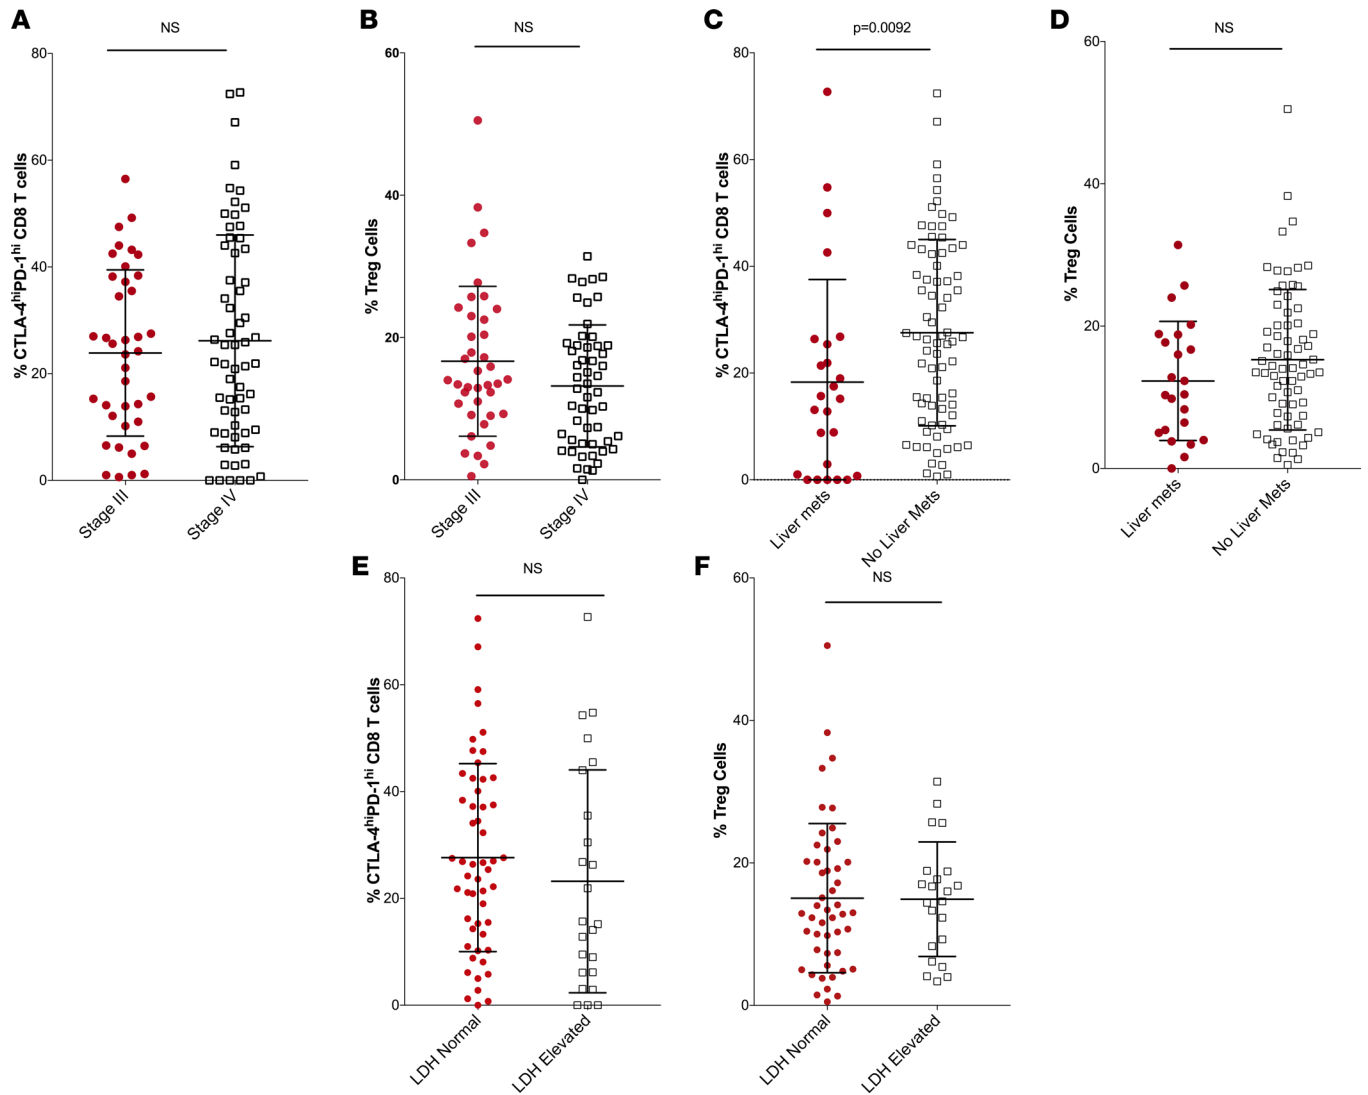 A
NS
% CTLA-4hiPD-1hi CD8 T cells
80
60
40
20
0
Stage III
Stage IV
B
NS
% Treg Cells
60
40
20
0
Stage III
Stage IV
C
p=0.0092
% CTLA-4hiPD-1hi CD8 T cells
80
60
40
20
0
Liver mets
No Liver Mets
D
NS
% Treg Cells
60
40
20
0
Liver mets
No Liver Mets
E
NS
% CTLA-4hiPD-1hi CD8 T cells
80
60
40
20
0
LDH Normal
LDH Elevated
F
NS
% Treg Cells
60
40
20
0
LDH Normal
LDH Elevated